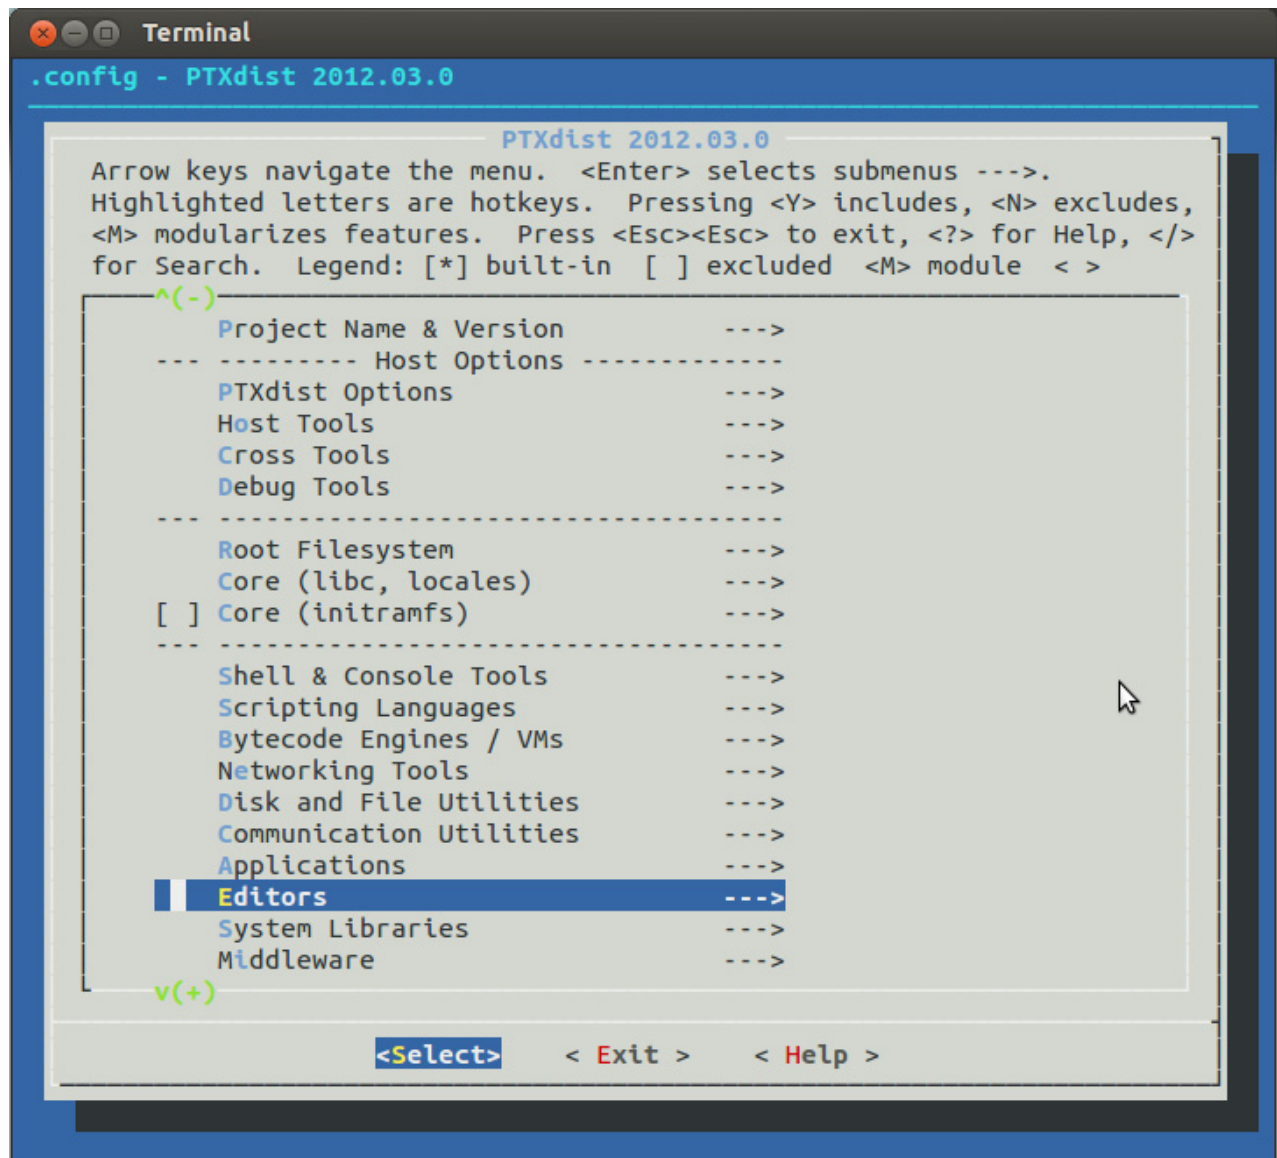 Terminal
.config - PTXdist 2012.03.0
PTXdist 2012.03.0
Arrow keys navigate the menu.  <Enter> selects submenus --->.
Highlighted letters are hotkeys.  Pressing <Y> includes, <N> excludes,
<M> modularizes features.  Press <Esc><Esc> to exit, <?> for Help, </>
for Search.  Legend: [*] built-in  [ ] excluded  <M> module  < >
^(-)
Project Name & Version --->
--- --------- Host Options -------------
PTXdist Options --->
Host Tools --->
Cross Tools --->
Debug Tools --->
--- ------------------------------------
Root Filesystem --->
Core (libc, locales) --->
[ ] Core (initramfs) --->
--- ------------------------------------
Shell & Console Tools --->
Scripting Languages --->
Bytecode Engines / VMs --->
Networking Tools --->
Disk and File Utilities --->
Communication Utilities --->
Applications --->
Editors --->
System Libraries --->
Middleware --->
v(+)
<Select> < Exit > < Help >